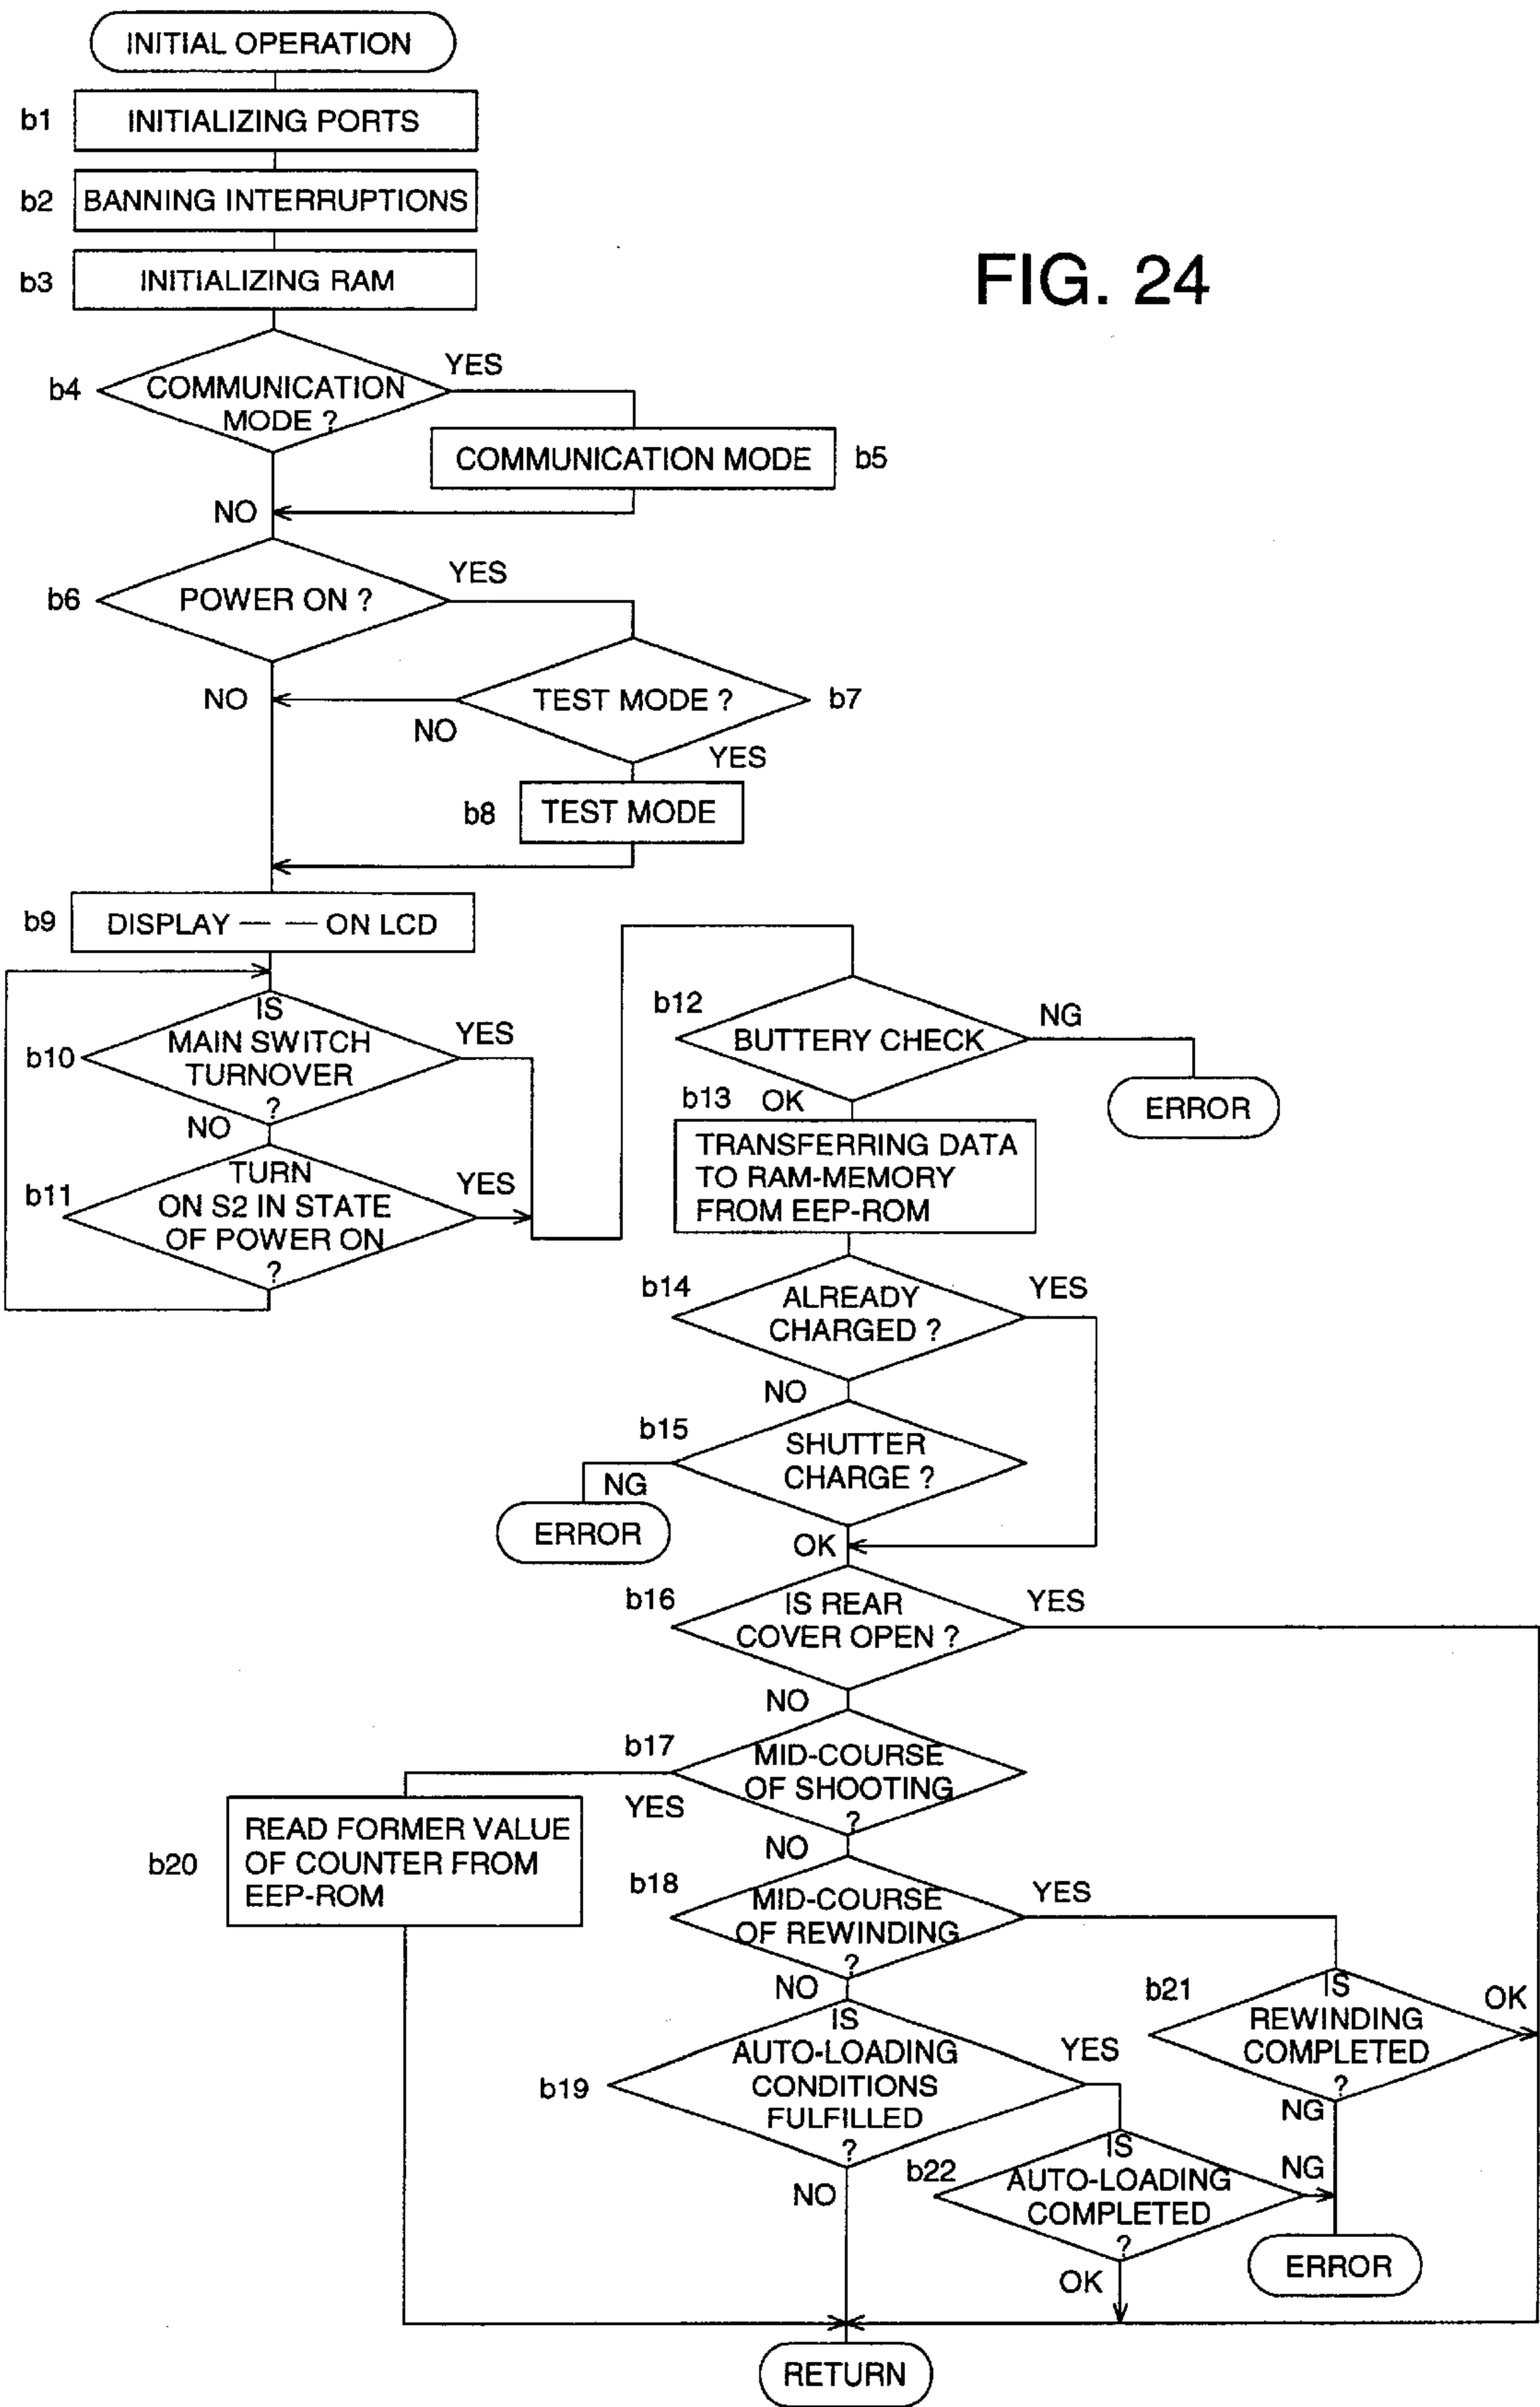 INITIAL OPERATION
b1
INITIALIZING PORTS
b2
BANNING INTERRUPTIONS
b3
INITIALIZING RAM
FIG. 24
b4
COMMUNICATION
MODE ?
YES
COMMUNICATION MODE
b5
NO
b6
POWER ON ?
YES
NO
TEST MODE ?
b7
NO
YES
b8
TEST MODE
b9
DISPLAY — — ON LCD
b10
IS
MAIN SWITCH
TURNOVER
?
YES
NO
b11
TURN
ON S2 IN STATE
OF POWER ON
?
YES
b12
BUTTERY CHECK
NG
ERROR
b13
OK
TRANSFERRING DATA
TO RAM-MEMORY
FROM EEP-ROM
b14
ALREADY
CHARGED ?
YES
NO
b15
SHUTTER
CHARGE ?
NG
ERROR
OK
b16
IS REAR
COVER OPEN ?
YES
NO
b17
MID-COURSE
OF SHOOTING
?
YES
b20
READ FORMER VALUE
OF COUNTER FROM
EEP-ROM
NO
b18
MID-COURSE
OF REWINDING
?
YES
NO
b21
IS
REWINDING
COMPLETED
?
OK
NG
b19
IS
AUTO-LOADING
CONDITIONS
FULFILLED
?
YES
NO
b22
IS
AUTO-LOADING
COMPLETED
?
NG
OK
ERROR
RETURN